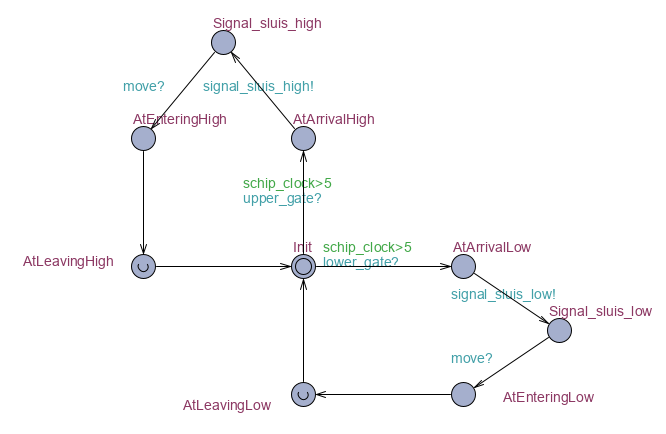 Signal_sluis_high
move?
signal_sluis_high!
AtEnteringHigh
AtArrivalHigh
schip_clock>5
upper_gate?
AtLeavingHigh
Init
schip_clock>5
lower_gate?
AtArrivalLow
signal_sluis_low!
Signal_sluis_low
move?
AtEnteringLow
AtLeavingLow